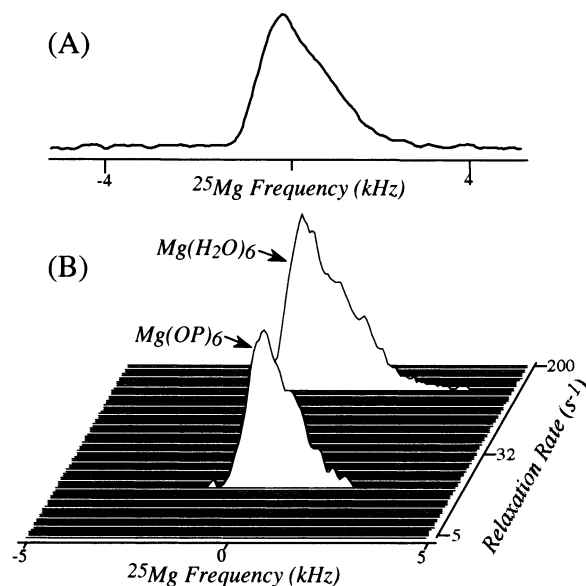 (A)
-4 4
²⁵Mg Frequency (kHz)
(B)
Mg(H₂O)₆
Mg(OP)₆
200
32
5
Relaxation Rate (s⁻¹)
-5 0 5
²⁵Mg Frequency (kHz)